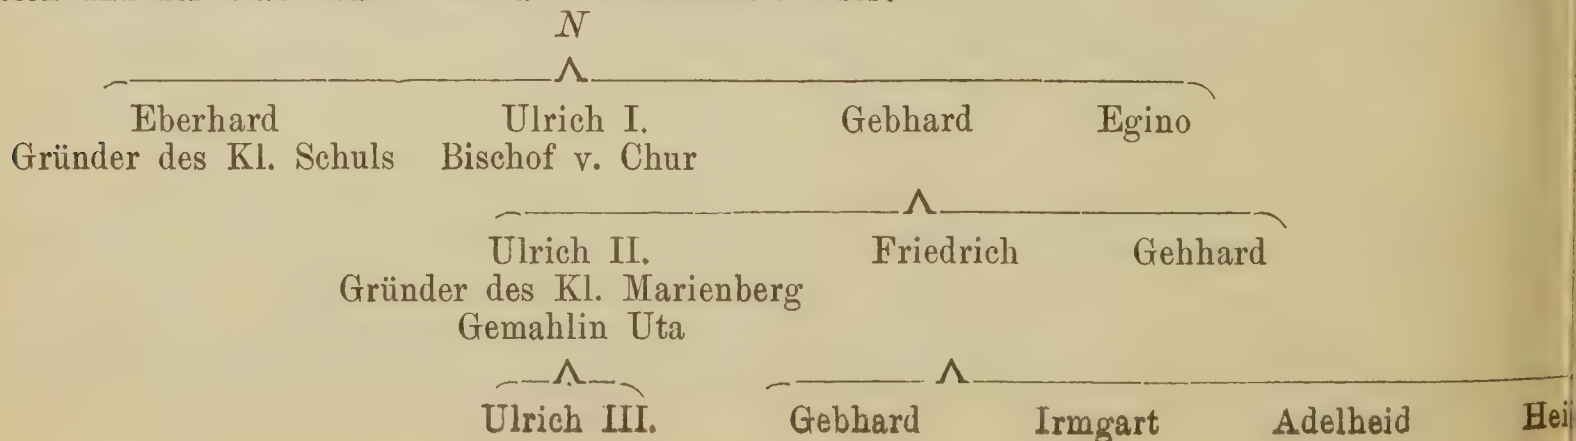 N
Eberhard Ulrich I. Gebhard Egino
Gründer des Kl. Schuls Bischof v. Chur
Ulrich II. Friedrich Gehhard
Gründer des Kl. Marienberg
Gemahlin Uta
Ulrich III. Gebhard Irmgart Adelheid